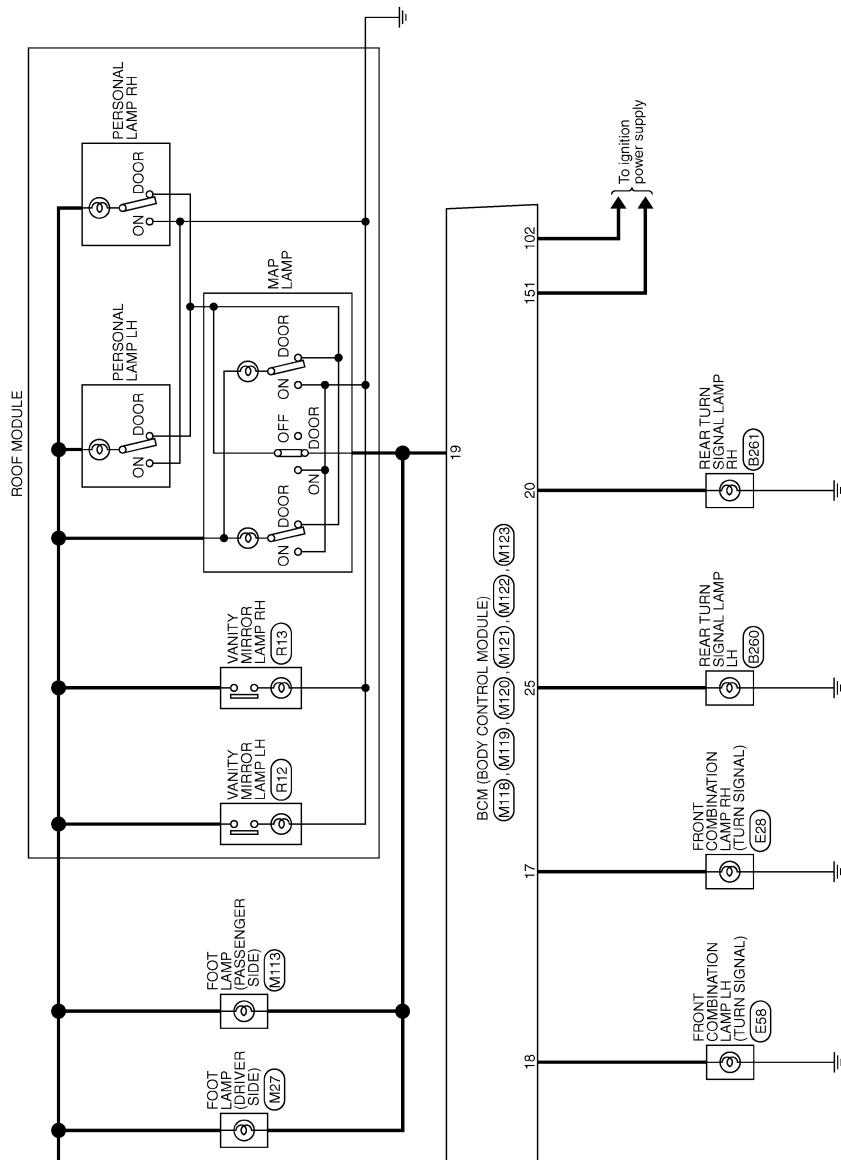 ROOF MODULE
PERSONAL
LAMP RH
DOOR
ON
PERSONAL
LAMP LH
DOOR
ON
MAP
LAMP
DOOR
ON
OFF
DOOR
ON
DOOR
ON
VANITY
MIRROR
LAMP RH
R13
VANITY
MIRROR
LAMP LH
R12
FOOT
LAMP
(PASSENGER
SIDE)
M113
FOOT
LAMP
(DRIVER
SIDE)
M27
To ignition
power supply
102
151
19
20
25
17
18
BCM (BODY CONTROL MODULE)
M118 , M119 , M120 , M121 , M122 , M123
REAR TURN
SIGNAL LAMP
RH
B261
REAR TURN
SIGNAL LAMP
LH
B260
FRONT
COMBINATION
LAMP RH
(TURN SIGNAL)
E28
FRONT
COMBINATION
LAMP LH
(TURN SIGNAL)
E58